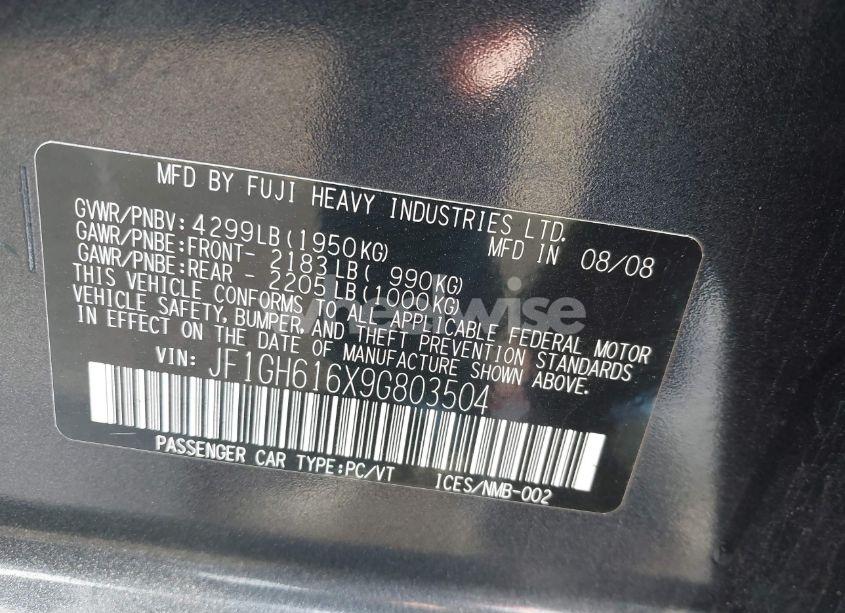 MFD BY FUJI HEAVY INDUSTRIES LTD.
GVWR/PNBV: 4299LB(1950KG) MFD IN 08/08
GAWR/PNBE:FRONT- 2183LB( 990KG)
GAWR/PNBE:REAR - 2205LB(1000KG)
THIS VEHICLE CONFORMS TO ALL APPLICABLE FEDERAL MOTOR
VEHICLE SAFETY, BUMPER, AND THEFT PREVENTION STANDARDS
IN EFFECT ON THE DATE OF MANUFACTURE SHOWN ABOVE.
VIN: JF1GH616X9G803504
PASSENGER CAR TYPE:PC/VT ICES/NMB-002
wheelwise